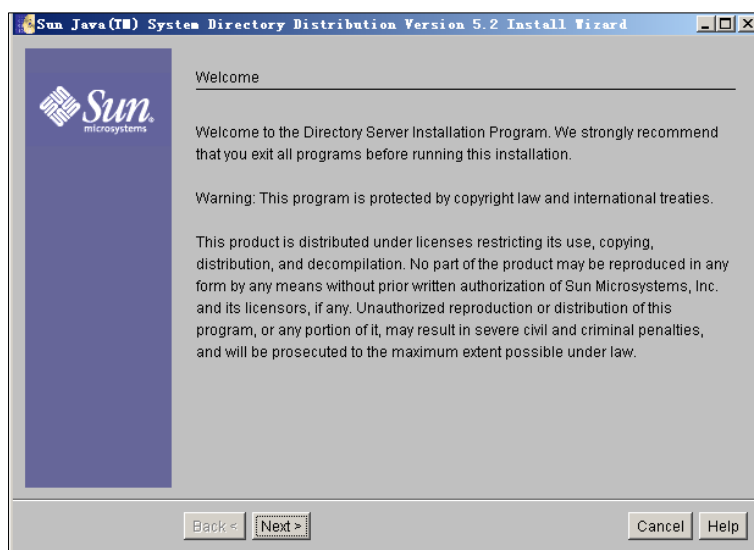 Sun Java(TM) System Directory Distribution Version 5.2 Install Wizard
Sun.
microsystems
Welcome
Welcome to the Directory Server Installation Program. We strongly recommend
that you exit all programs before running this installation.
Warning: This program is protected by copyright law and international treaties.
This product is distributed under licenses restricting its use, copying,
distribution, and decompilation. No part of the product may be reproduced in any
form by any means without prior written authorization of Sun Microsystems, Inc.
and its licensors, if any. Unauthorized reproduction or distribution of this
program, or any portion of it, may result in severe civil and criminal penalties,
and will be prosecuted to the maximum extent possible under law.
Back <
Next >
Cancel
Help